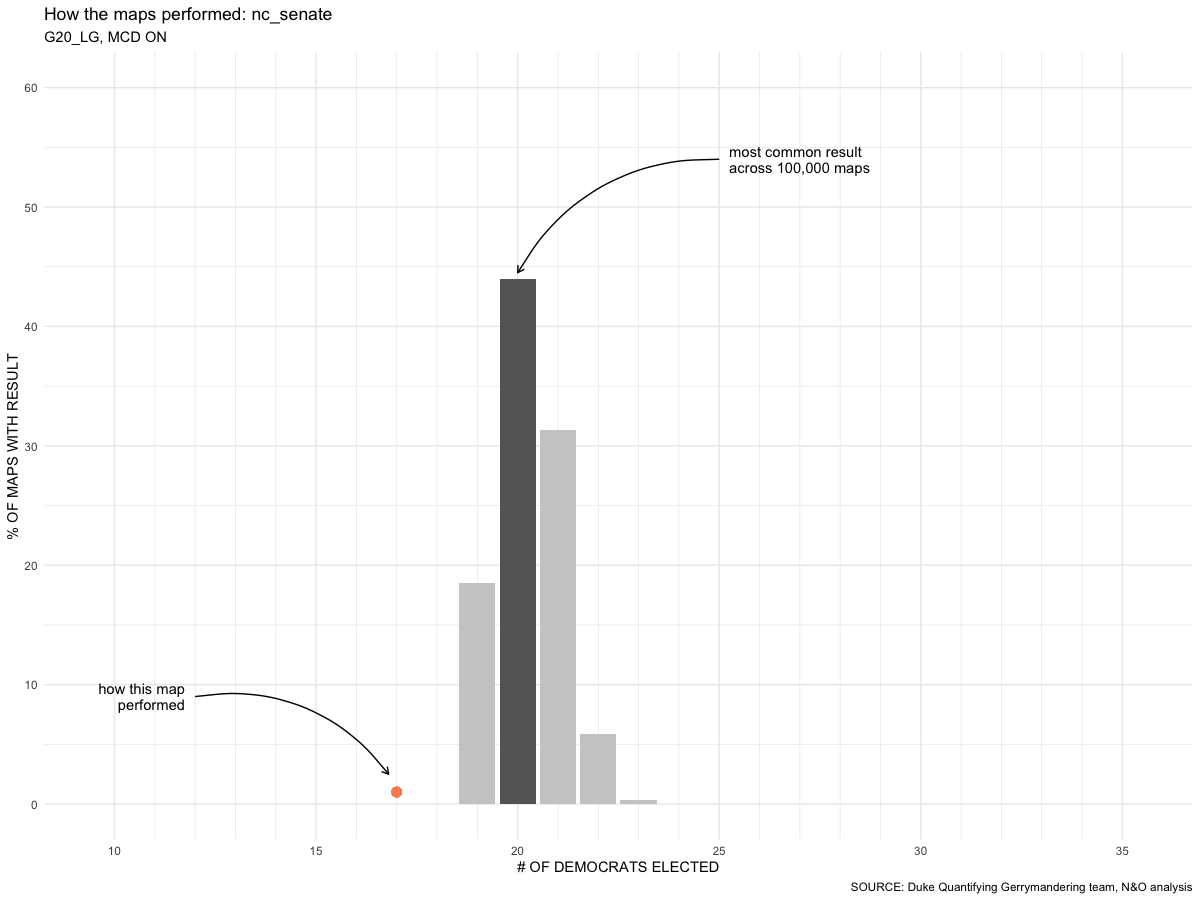 How the maps performed: nc_senate
G20_LG, MCD ON
60
most common result
across 100,000 maps
50
40
% OF MAPS WITH RESULT
30
20
10
how this map
performed
0
10 15 20 25 30 35
# OF DEMOCRATS ELECTED
SOURCE: Duke Quantifying Gerrymandering team, N&O analysis